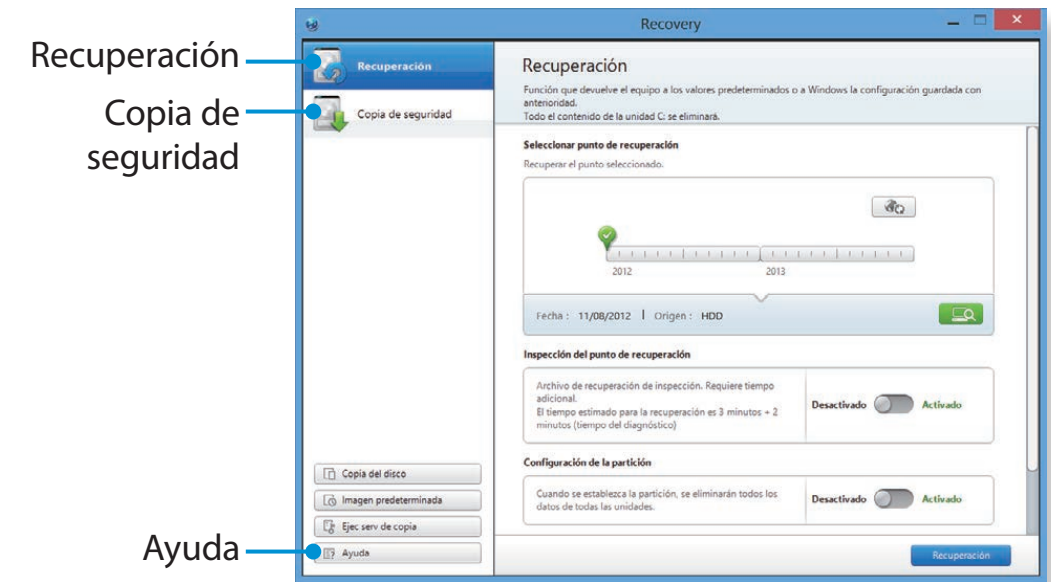 Recovery
Recuperación
Copia de
seguridad
Ayuda
Recuperación
Copia de seguridad
Copia del disco
Imagen predeterminada
Ejec serv de copia
Ayuda
Recuperación
Función que devuelve el equipo a los valores predeterminados o a Windows la configuración guardada con
anterioridad.
Todo el contenido de la unidad C: se eliminará.
Seleccionar punto de recuperación
Recuperar el punto seleccionado.
2012 2013
Fecha : 11/08/2012 | Origen : HDD
Inspección del punto de recuperación
Archivo de recuperación de inspección. Requiere tiempo
adicional.
El tiempo estimado para la recuperación es 3 minutos + 2
minutos (tiempo del diagnóstico)
Desactivado Activado
Configuración de la partición
Cuando se establezca la partición, se eliminarán todos los
datos de todas las unidades.
Desactivado Activado
Recuperación